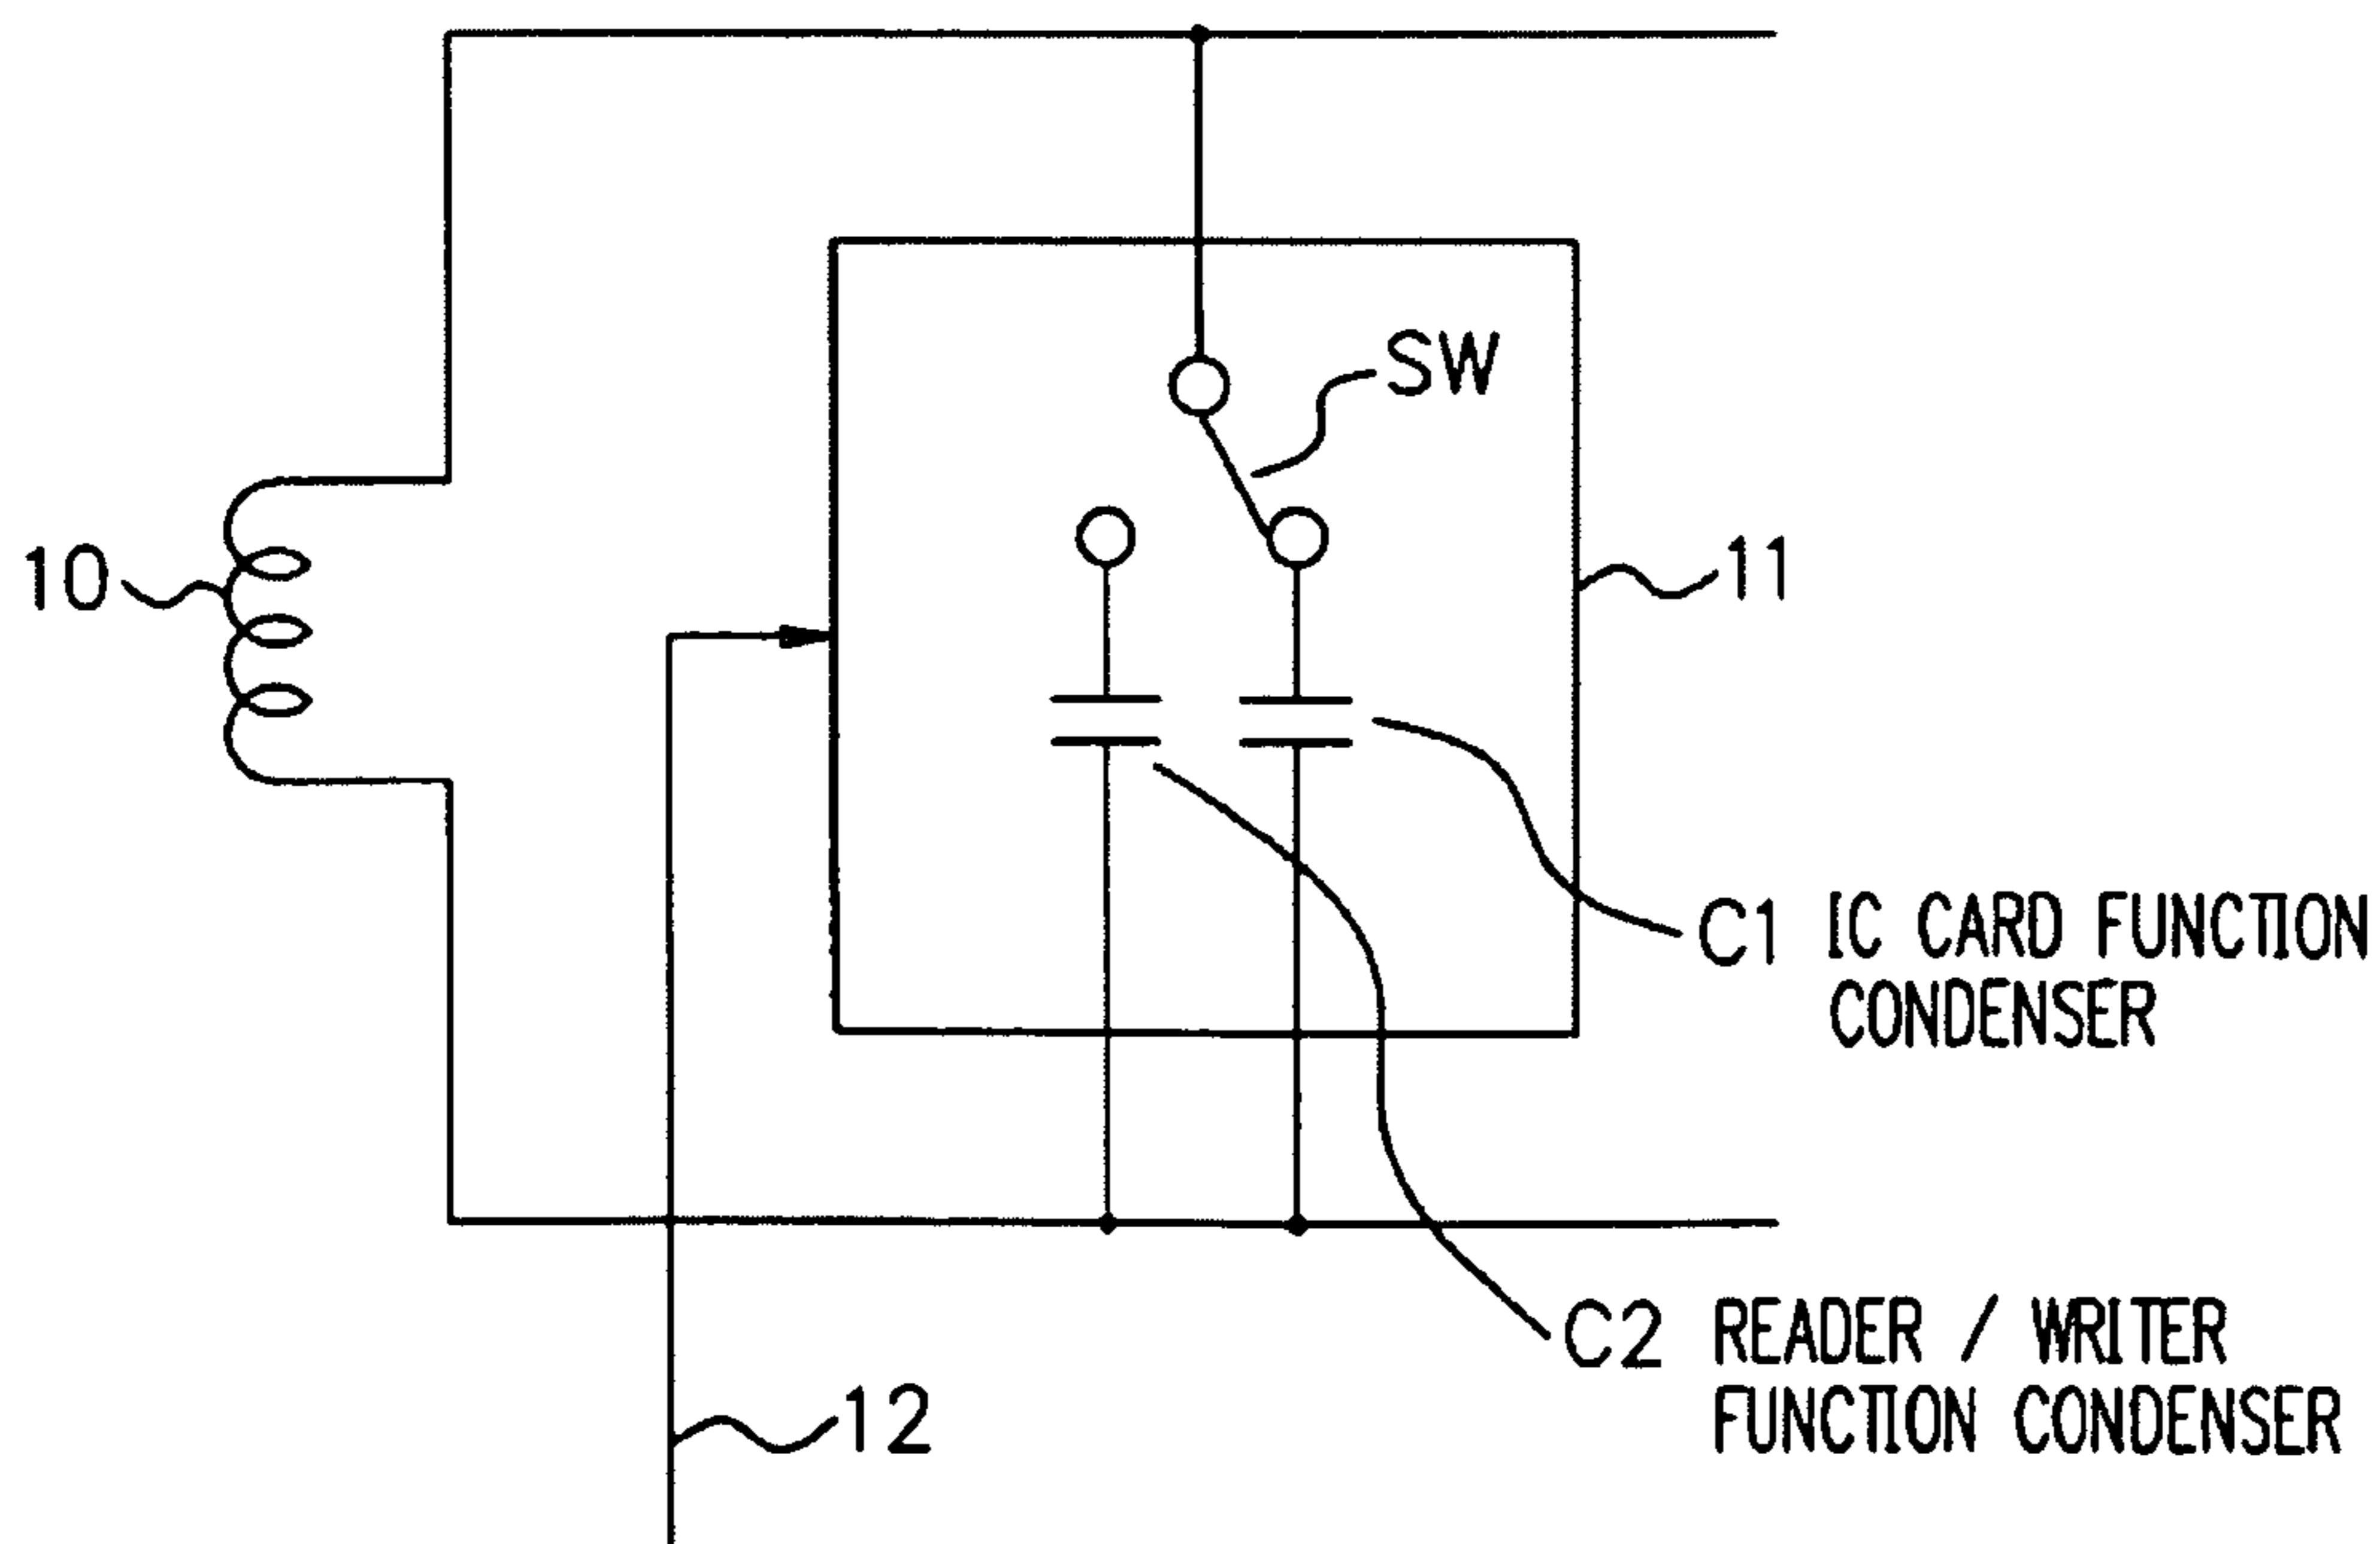 SW
10
11
C1 IC CARD FUNCTION
CONDENSER
C2 READER / WRITER
FUNCTION CONDENSER
12